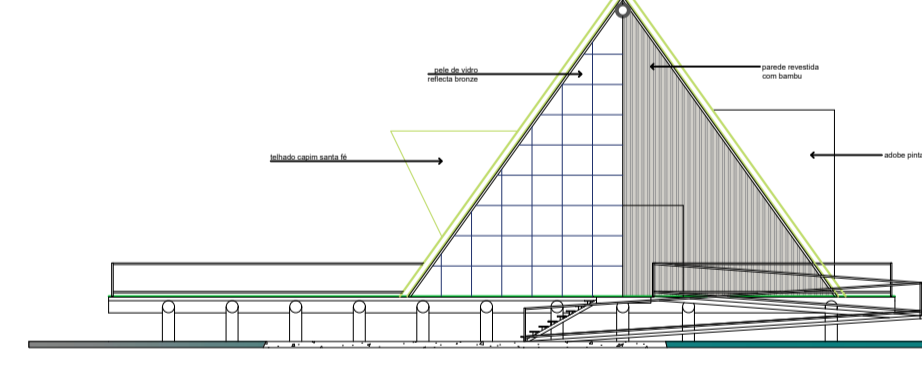 pele de vidro
reflecta bronze
parede revestida
com bambu
telhado capim santa fé
adobe pinta